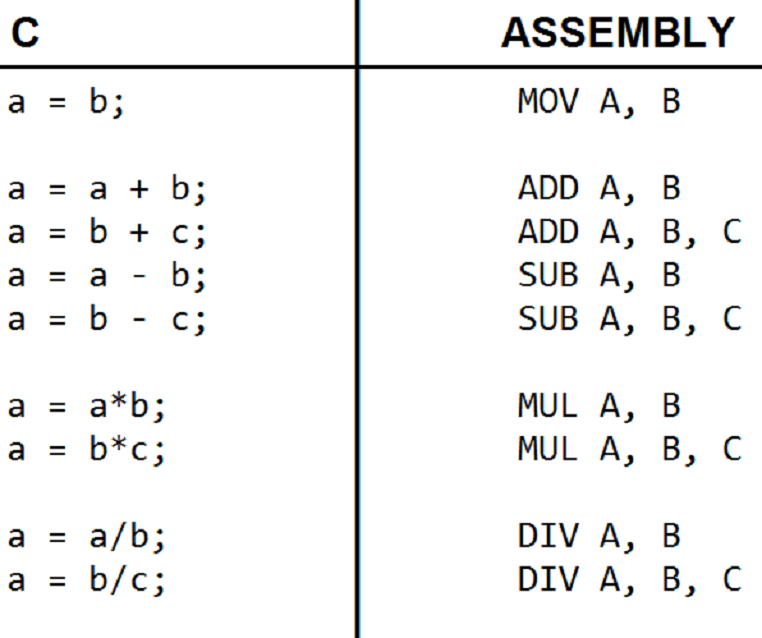 C ASSEMBLY
a = b; MOV A, B
a = a + b; ADD A, B
a = b + c; ADD A, B, C
a = a - b; SUB A, B
a = b - c; SUB A, B, C
a = a*b; MUL A, B
a = b*c; MUL A, B, C
a = a/b; DIV A, B
a = b/c; DIV A, B, C